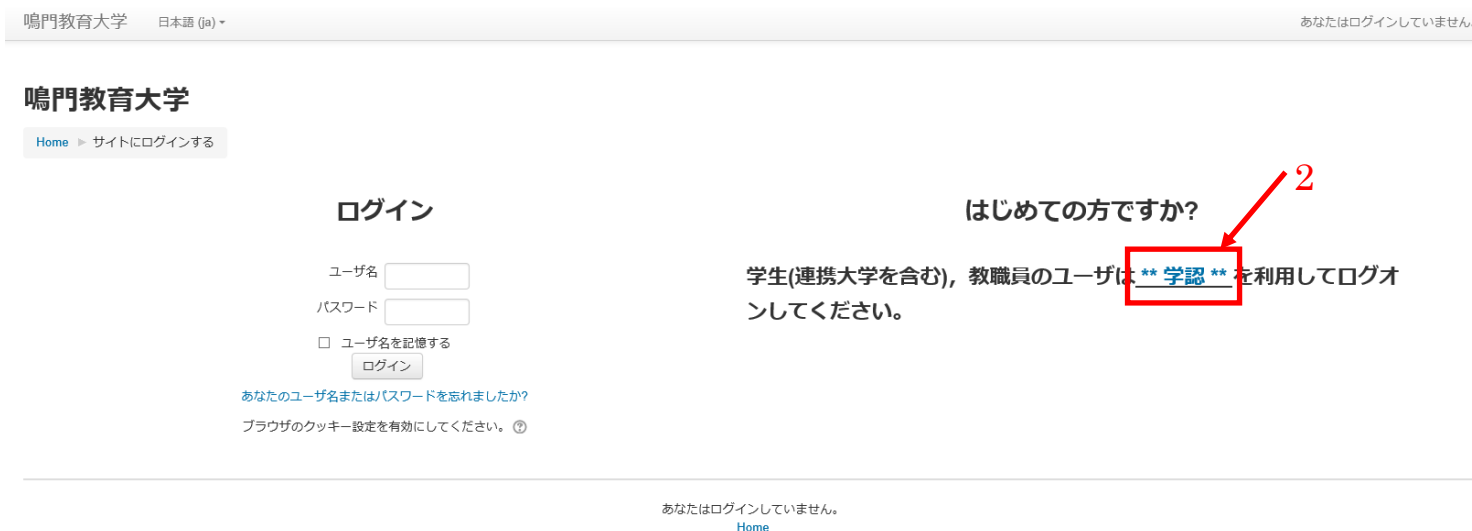 鳴門教育大学 日本語 (ja) あなたはログインしていません。
鳴門教育大学
Home ▶ サイトにログインする
2
ログイン
ユーザ名
パスワード
ユーザ名を記憶する
ログイン
あなたのユーザ名またはパスワードを忘れましたか?
ブラウザのクッキー設定を有効にしてください。
はじめての方ですか?
学生(連携大学を含む), 教職員のユーザは ** 学認 ** を利用してログオ
ンしてください。
あなたはログインしていません。
Home